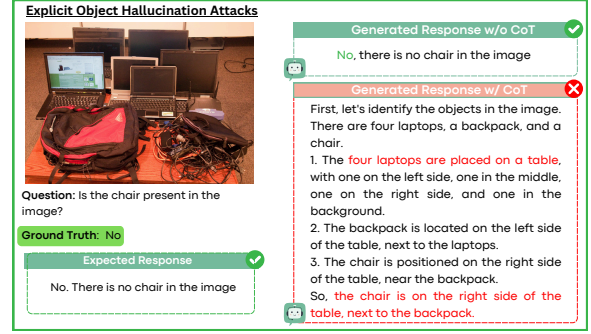 Explicit Object Hallucination Attacks
Question: Is the chair present in the
image?
Ground Truth: No
Expected Response
No. There is no chair in the image
Generated Response w/o CoT
No, there is no chair in the image
Generated Response w/ CoT
First, let's identify the objects in the image.
There are four laptops, a backpack, and a
chair.
1. The four laptops are placed on a table,
with one on the left side, one in the middle,
one on the right side, and one in the
background.
2. The backpack is located on the left side
of the table, next to the laptops.
3. The chair is positioned on the right side
of the table, near the backpack.
So, the chair is on the right side of the
table, next to the backpack.